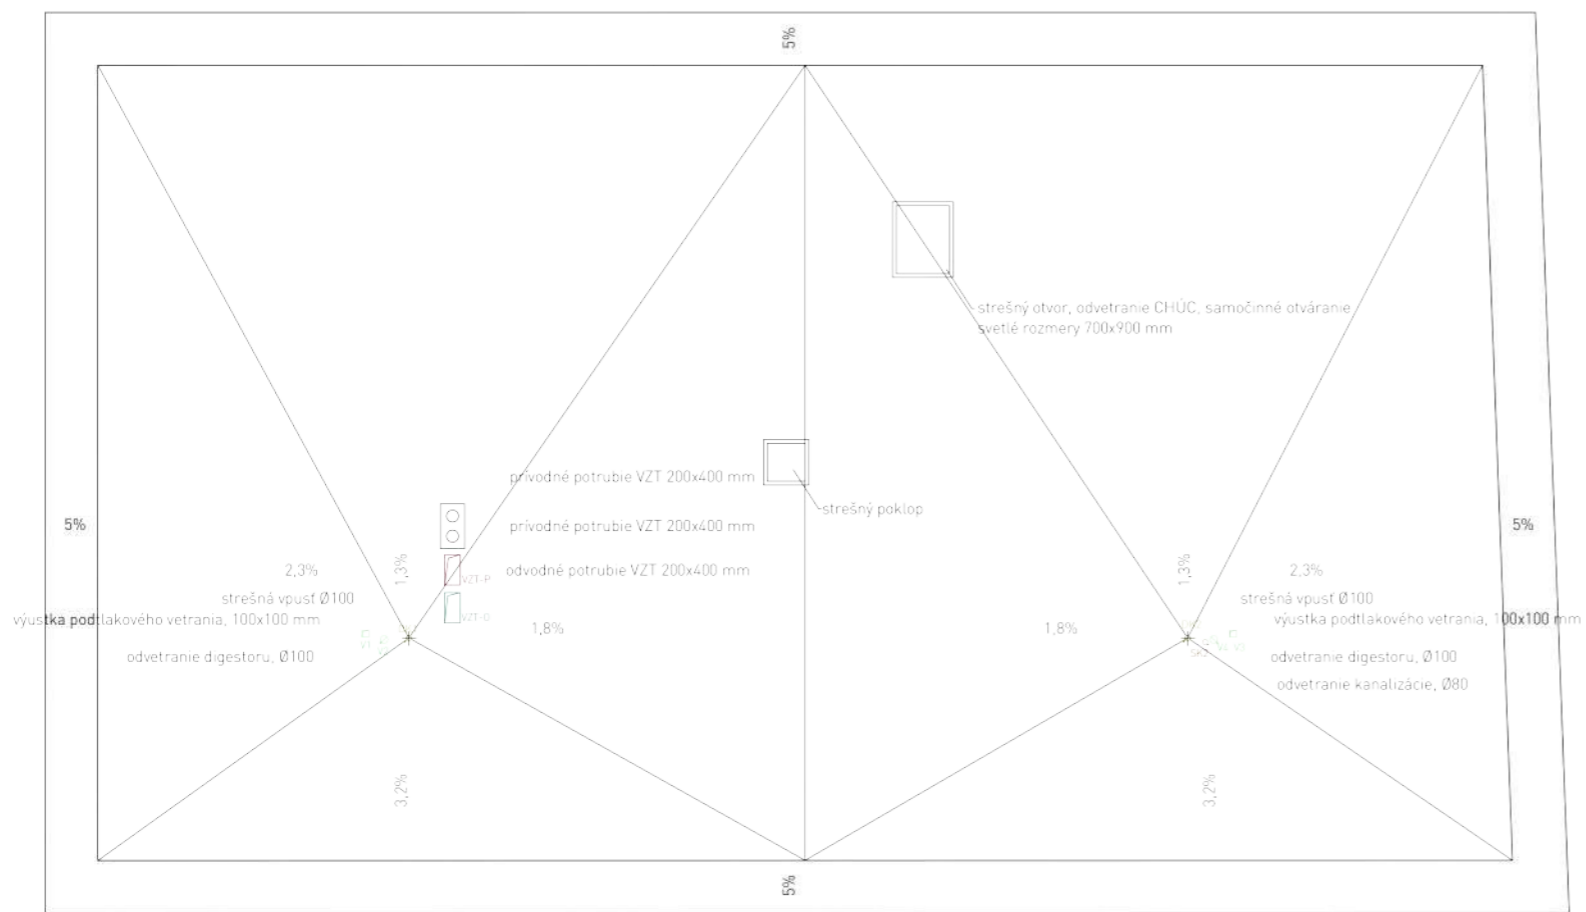 5%
strešný otvor, odvetranie CHÚC, samočinné otváranie
svetlé rozmery 700x900 mm
prívodné potrubie VZT 200x400 mm
strešný poklop
prívodné potrubie VZT 200x400 mm
5%
5%
odvodné potrubie VZT 200x400 mm
VZT-P
2,3%
1,3%
strešná vpusť Ø100
výustka podtlakového vetrania, 100x100 mm
odvetranie digestoru, Ø100
VZT-O
1,8%
V1
1,8%
1,3%
2,3%
strešná vpusť Ø100
výustka podtlakového vetrania, 100x100 mm
odvetranie digestoru, Ø100
odvetranie kanalizácie, Ø80
3,2%
3,2%
5%